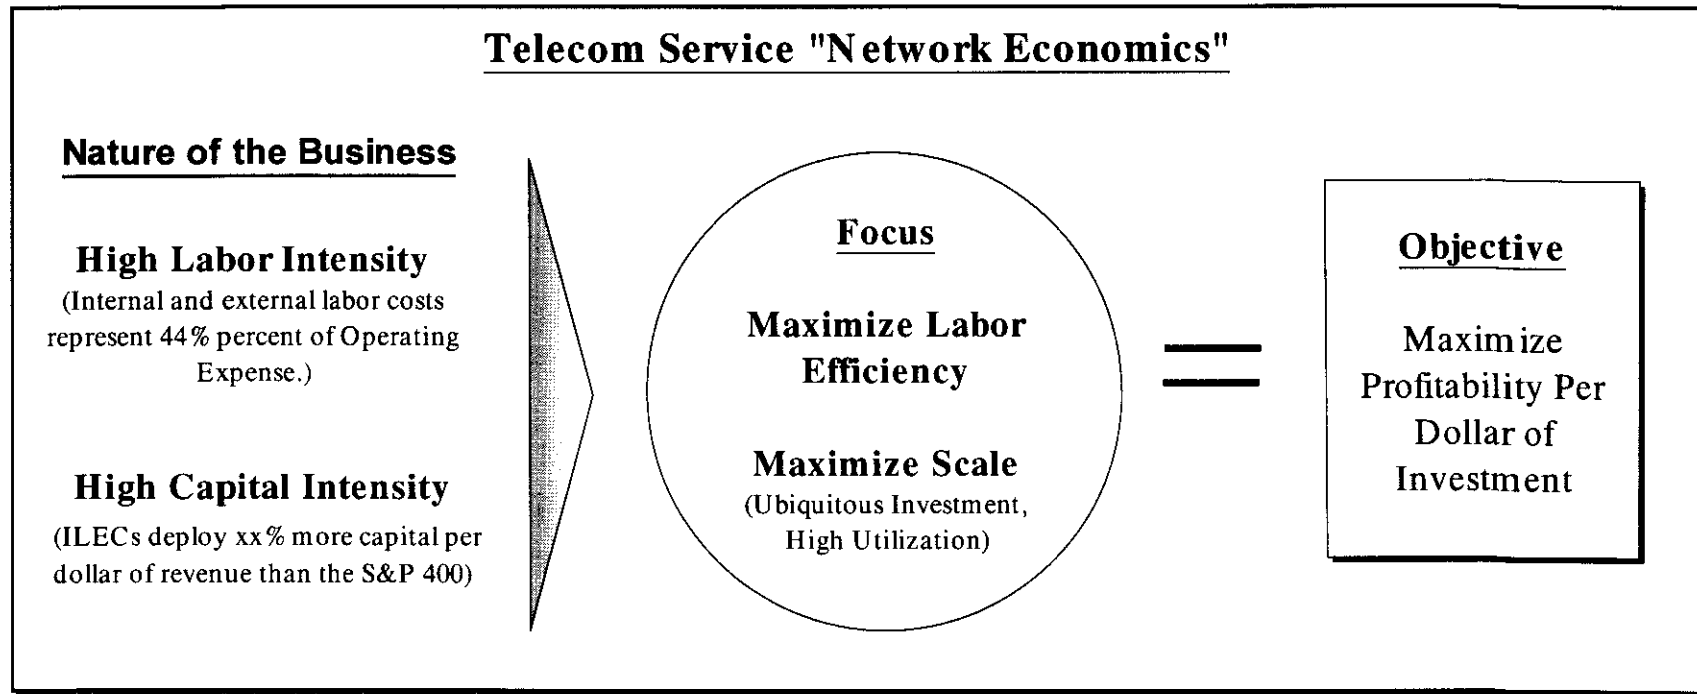 Telecom Service "Network Economics"
Nature of the Business
High Labor Intensity
(Internal and external labor costs
represent 44% percent of Operating
Expense.)
High Capital Intensity
(ILECs deploy xx% more capital per
dollar of revenue than the S&P 400)
Focus
Maximize Labor
Efficiency
Maximize Scale
(Ubiquitous Investment,
High Utilization)
Objective
Maximize
Profitability Per
Dollar of
Investment